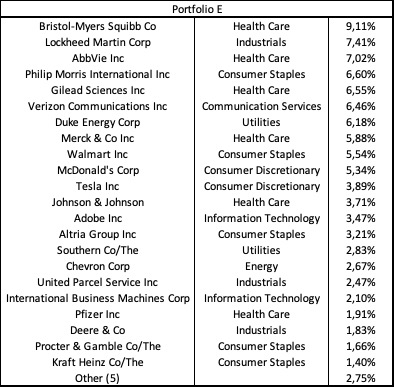 Portfolio E
Bristol-Myers Squibb Co Health Care 9,11%
Lockheed Martin Corp Industrials 7,41%
AbbVie Inc Health Care 7,02%
Philip Morris International Inc Consumer Staples 6,60%
Gilead Sciences Inc Health Care 6,55%
Verizon Communications Inc Communication Services 6,46%
Duke Energy Corp Utilities 6,18%
Merck & Co Inc Health Care 5,88%
Walmart Inc Consumer Staples 5,54%
McDonald's Corp Consumer Discretionary 5,34%
Tesla Inc Consumer Discretionary 3,89%
Johnson & Johnson Health Care 3,71%
Adobe Inc Information Technology 3,47%
Altria Group Inc Consumer Staples 3,21%
Southern Co/The Utilities 2,83%
Chevron Corp Energy 2,67%
United Parcel Service Inc Industrials 2,47%
International Business Machines Corp Information Technology 2,10%
Pfizer Inc Health Care 1,91%
Deere & Co Industrials 1,83%
Procter & Gamble Co/The Consumer Staples 1,66%
Kraft Heinz Co/The Consumer Staples 1,40%
Other (5) 2,75%